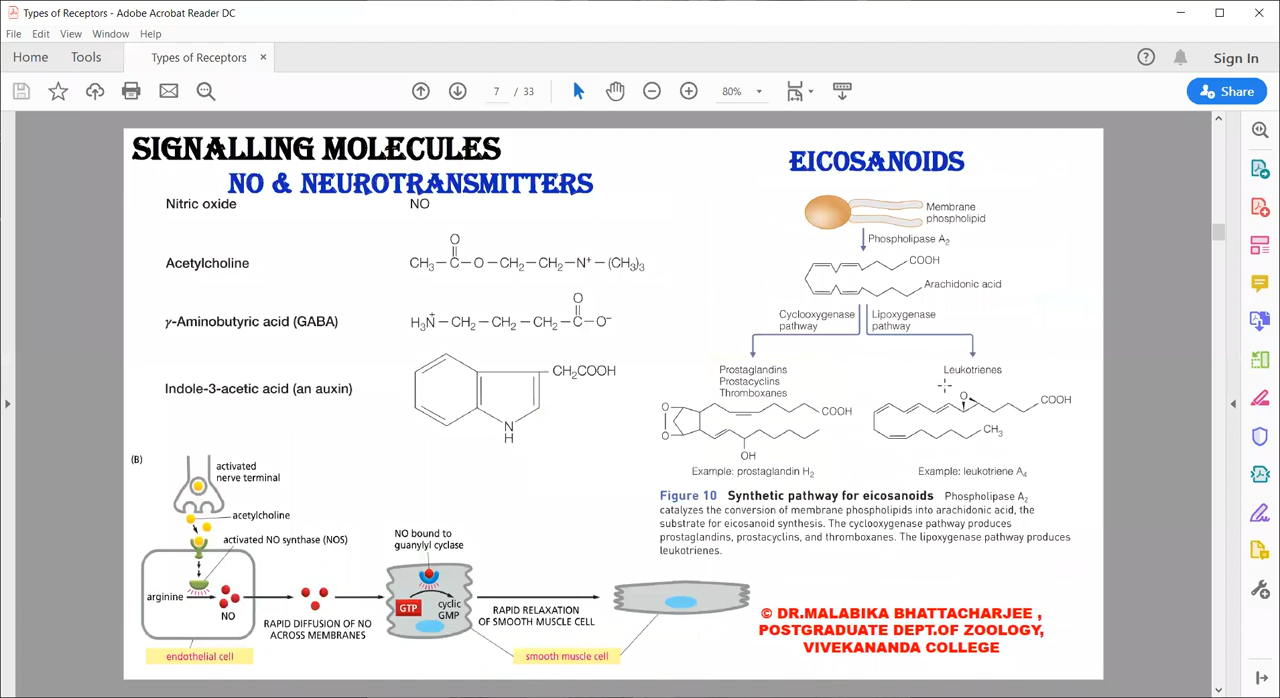 Types of Receptors - Adobe Acrobat Reader DC
File Edit View Window Help
Home Tools Types of Receptors × Sign In
7 / 33 80% Share
SIGNALLING MOLECULES
NO & NEUROTRANSMITTERS
Nitric oxide NO
Acetylcholine
O
CH3—C—O—CH2—CH2—N+—(CH3)3
γ-Aminobutyric acid (GABA)
O
H3N+—CH2—CH2—CH2—C—O−
Indole-3-acetic acid (an auxin)
CH2COOH
N
H
EICOSANOIDS
Membrane
phospholipid
Phospholipase A2
COOH
Arachidonic acid
Cyclooxygenase
pathway
Lipoxygenase
pathway
Prostaglandins
Prostacyclins
Thromboxanes
Leukotrienes
O
O
COOH
OH
O
COOH
CH3
Example: prostaglandin H2
Example: leukotriene A4
Figure 10 Synthetic pathway for eicosanoids Phospholipase A2
catalyzes the conversion of membrane phospholipids into arachidonic acid, the
substrate for eicosanoid synthesis. The cyclooxygenase pathway produces
prostaglandins, prostacyclins, and thromboxanes. The lipoxygenase pathway produces
leukotrienes.
(B)
activated
nerve terminal
acetylcholine
activated NO synthase (NOS)
arginine
NO
endothelial cell
RAPID DIFFUSION OF NO
ACROSS MEMBRANES
NO bound to
guanylyl cyclase
GTP
cyclic
GMP
RAPID RELAXATION
OF SMOOTH MUSCLE CELL
smooth muscle cell
© DR.MALABIKA BHATTACHARJEE ,
POSTGRADUATE DEPT.OF ZOOLOGY,
VIVEKANANDA COLLEGE